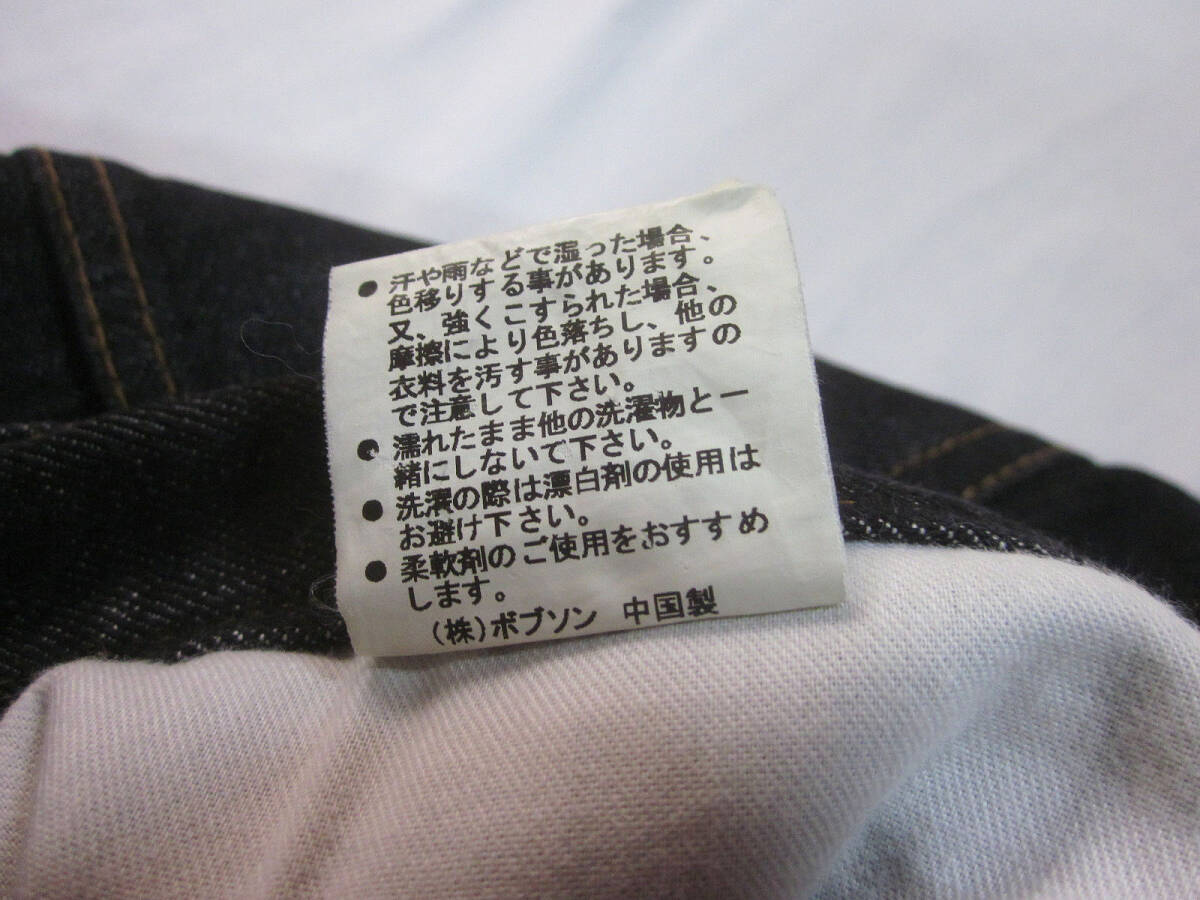 ● 汗や雨などで湿った場合、
色移りする事があります。
又、強くこすられた場合、
摩擦により色落ちし、他の
衣料を汚す事がありますの
で注意して下さい。
● 濡れたまま他の洗濯物と一
緒にしないで下さい。
● 洗濯の際は漂白剤の使用は
お避け下さい。
● 柔軟剤のご使用をおすすめ
します。
(株)ボブソン 中国製